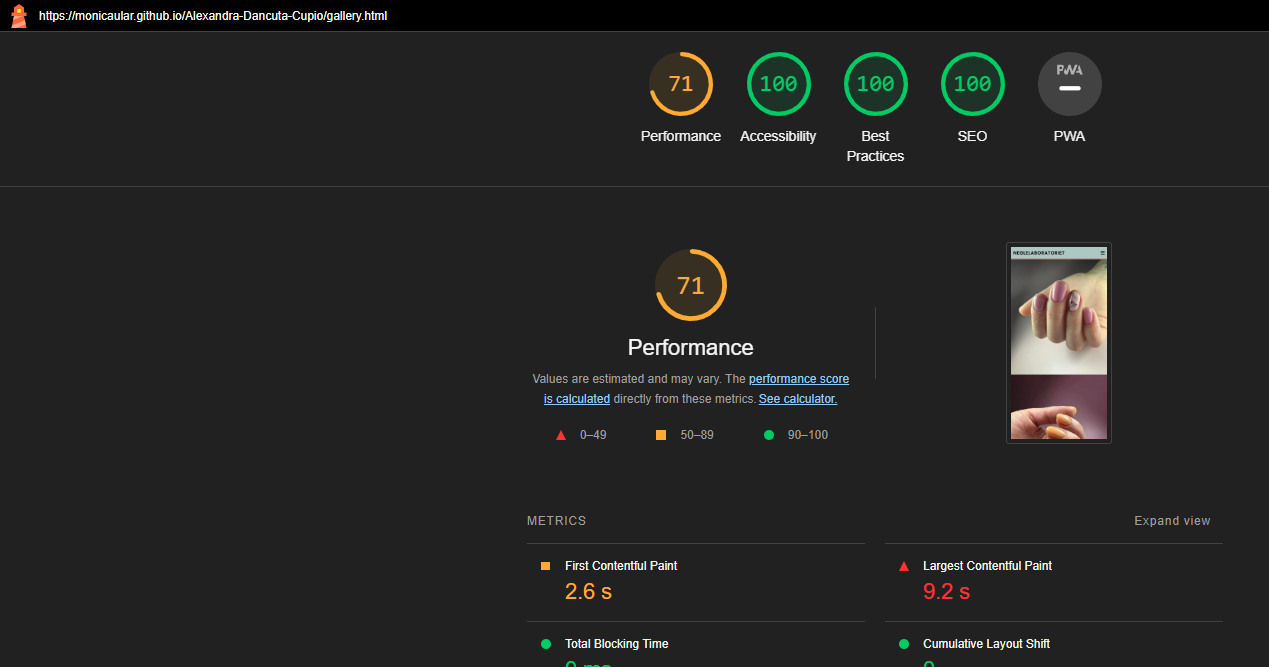 https://monicaular.github.io/Alexandra-Dancuta-Cupio/gallery.html
71
100
100
100
PWA
Performance
Accessibility
Best
Practices
SEO
PWA
71
NEGLELABORATORIET
Performance
Values are estimated and may vary. The performance score
is calculated directly from these metrics. See calculator.
0–49
50–89
90–100
METRICS
Expand view
First Contentful Paint
2.6 s
Largest Contentful Paint
9.2 s
Total Blocking Time
Cumulative Layout Shift